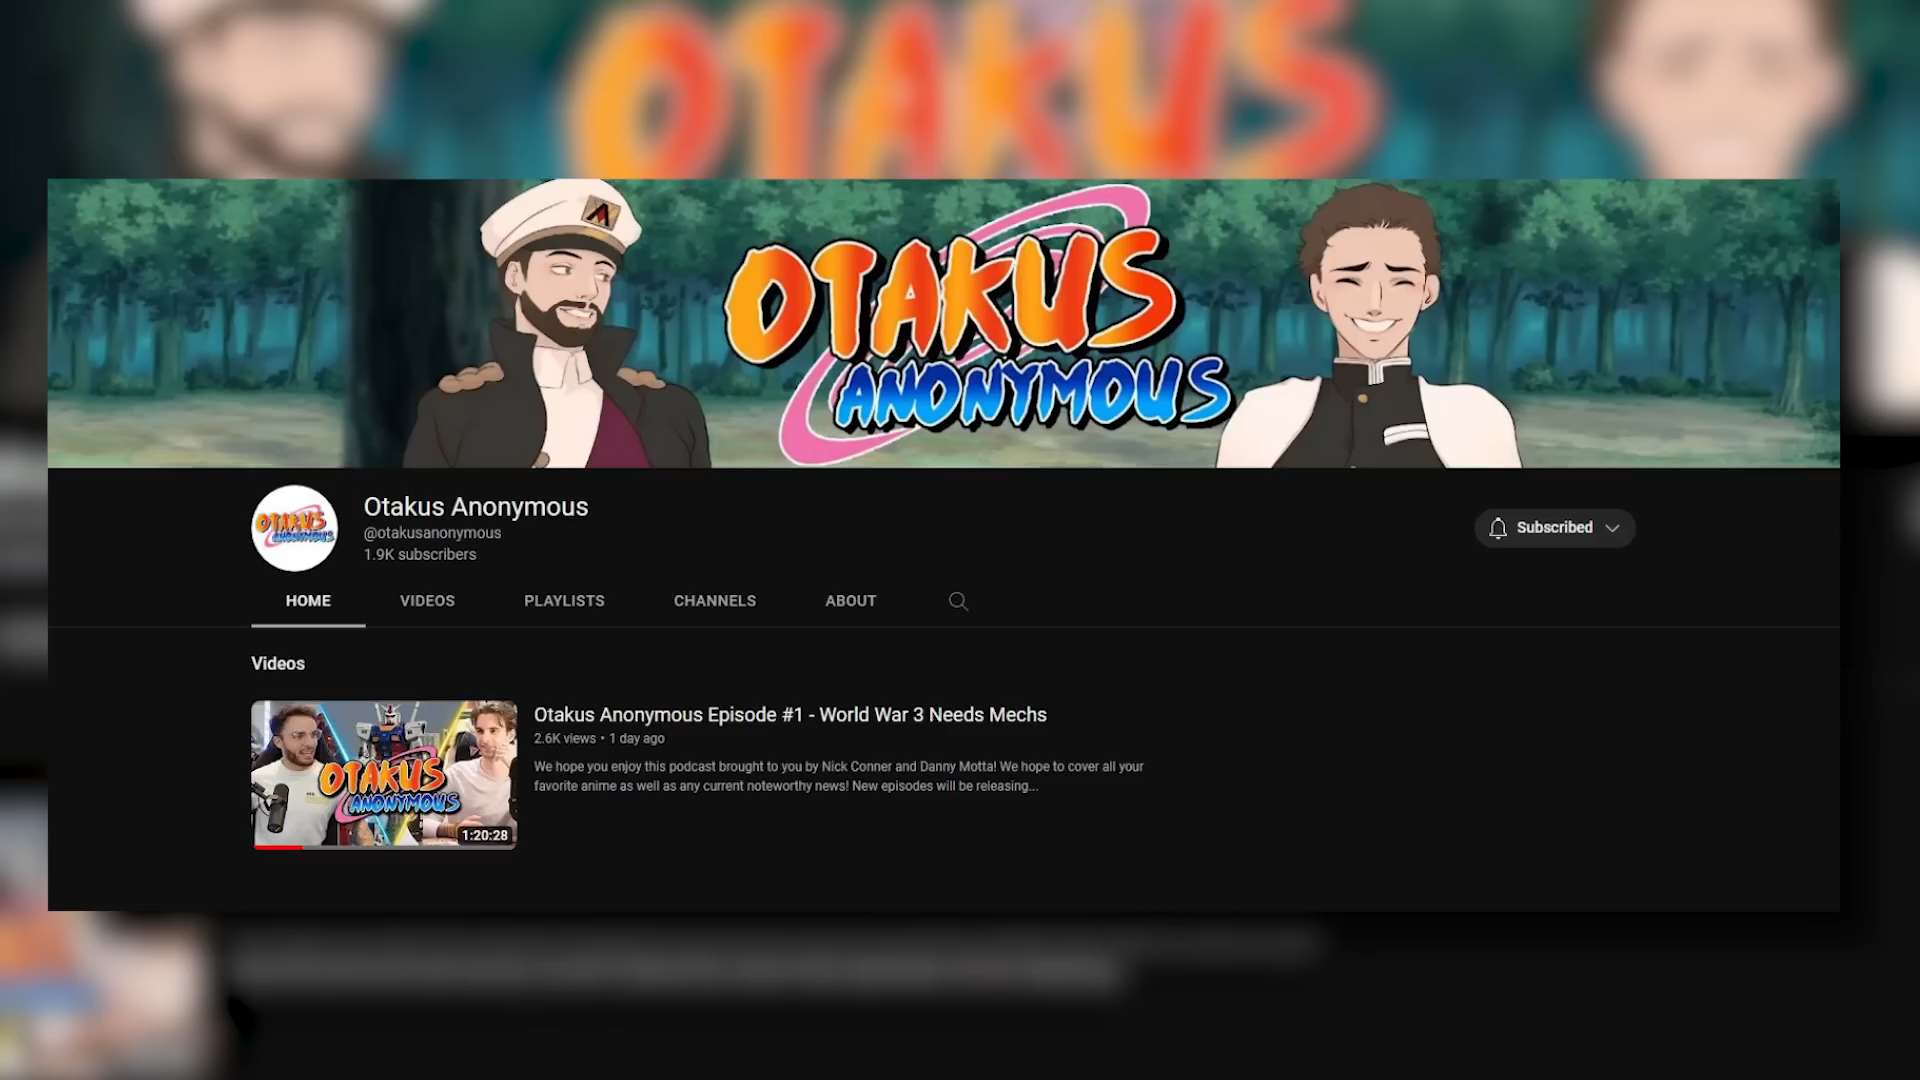 OTAKUS
OTAKUS
ANONYMOUS
OTAKUS
ANONYMOUS
Otakus Anonymous
@otakusanonymous
1.9K subscribers
Subscribed
HOME
VIDEOS
PLAYLISTS
CHANNELS
ABOUT
Videos
OTAKUS
ANONYMOUS
1:20:28
Otakus Anonymous Episode #1 - World War 3 Needs Mechs
2.6K views • 1 day ago
We hope you enjoy this podcast brought to you by Nick Conner and Danny Motta! We hope to cover all your
favorite anime as well as any current noteworthy news! New episodes will be releasing...